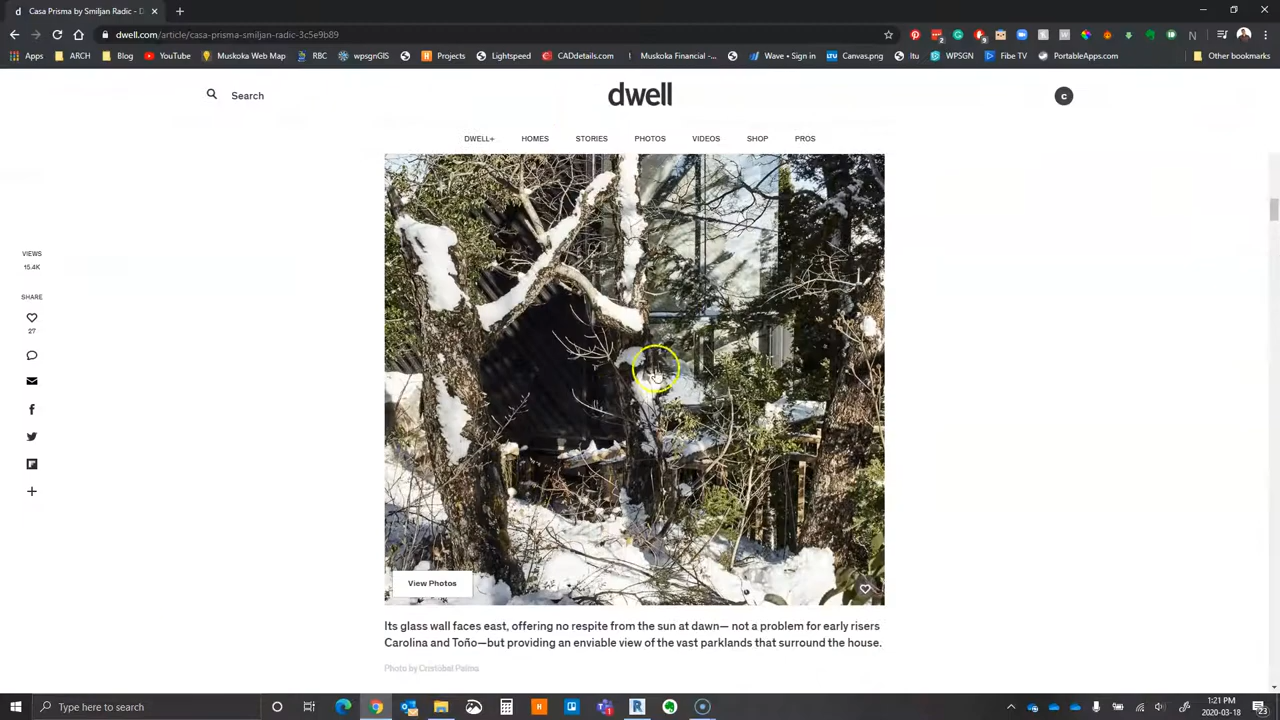 Casa Prisma by Smiljan Radic - D
dwell.com/article/casa-prisma-smiljan-radic-3c5e9b89
Apps
ARCH
YouTube
Muskoka Web Map
RBC
wpsgnGIS
Projects
Lightspeed
CADdetails.com
Muskoka Financial -...
Wave + Sign in
Canvas.png
ltu
WPSGN
Fibe TV
PortableApps.com
Other bookmarks
Search
dwell
C
DWELL+
HOMES
STORIES
PHOTOS
VIDEOS
SHOP
PROS
VIEWS
15.4K
SHARE
27
View Photos
Its glass wall faces east, offering no respite from the sun at dawn— not a problem for early risers
Carolina and Toño—but providing an enviable view of the vast parklands that surround the house.
Photo by Cristóbal Palma
Type here to search
1:21 PM
2020-03-18